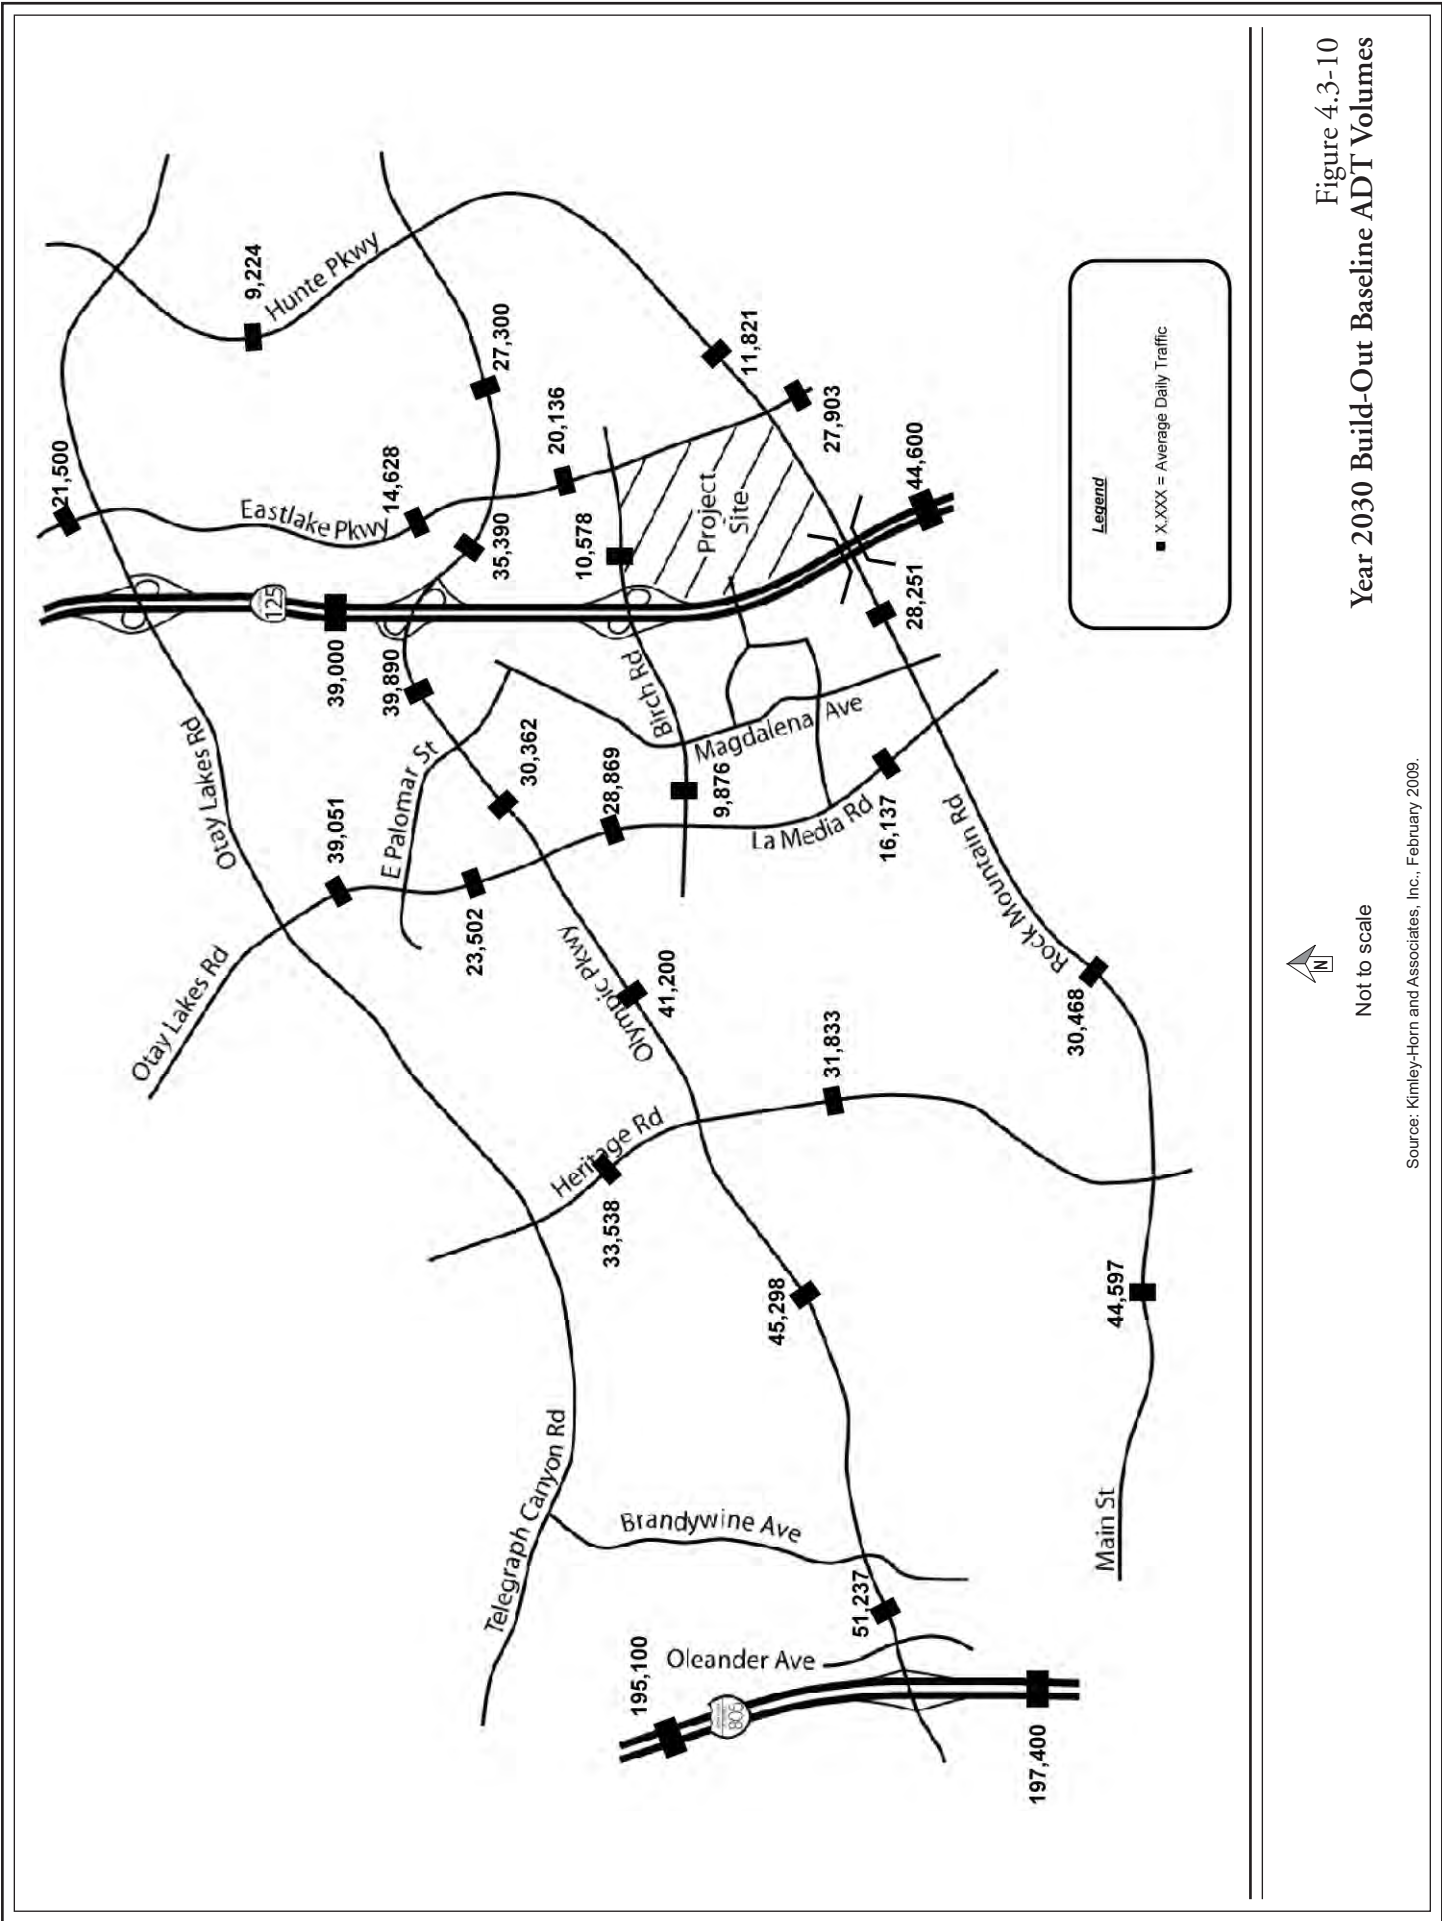 21,500
9,224
Hunte Pkwy
Eastlake Pkwy
14,628
27,300
35,390
20,136
11,821
27,903
44,600
10,578
Project
Site
28,251
125
39,000
39,890
Otay Lakes Rd
39,051
E Palomar St
30,362
28,869
Birch Rd
Magdalena Ave
9,876
La Media Rd
16,137
Rock Mountain Rd
30,468
Otay Lakes Rd
23,502
Olympic Pkwy
41,200
31,833
Heritage Rd
33,538
45,298
44,597
Main St
Telegraph Canyon Rd
Brandywine Ave
51,237
Oleander Ave
195,100
805
197,400
Legend
X,XXX = Average Daily Traffic
N
Not to scale
Figure 4.3-10
Year 2030 Build-Out Baseline ADT Volumes
Source: Kimley-Horn and Associates, Inc., February 2009.